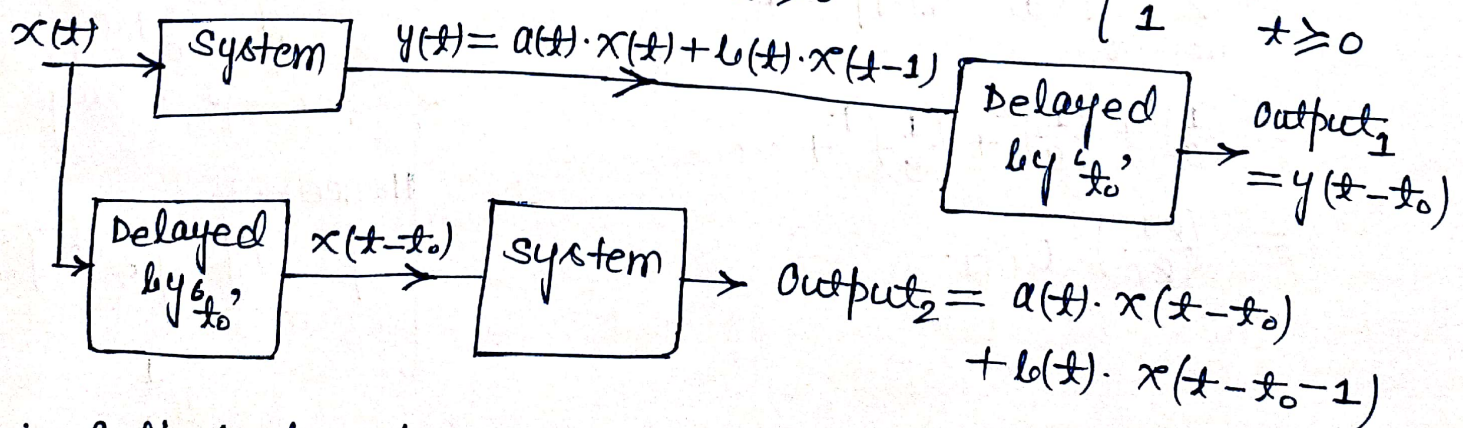 { 1 t≥0
x(t) System y(t)= a(t)·x(t)+b(t)·x(t-1)
Delayed by 't₀'
Output₁
=y(t-t₀)
Delayed by 't₀'
x(t-t₀) System Output₂= a(t)·x(t-t₀)
+b(t)· x(t-t₀-1)